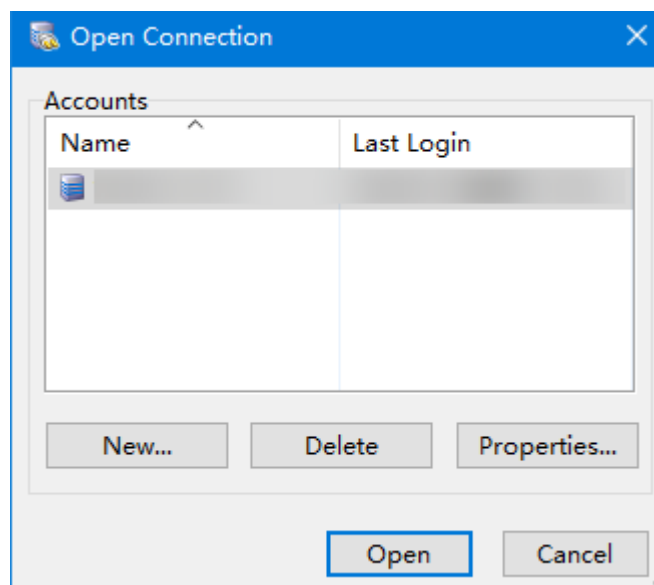 Open Connection
Accounts
Name Last Login
New... Delete Properties...
Open Cancel